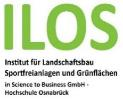 ILOS
Institut für Landschaftsbau
Sportfreianlagen und Grünflächen
in Science to Business GmbH -
Hochschule Osnabrück